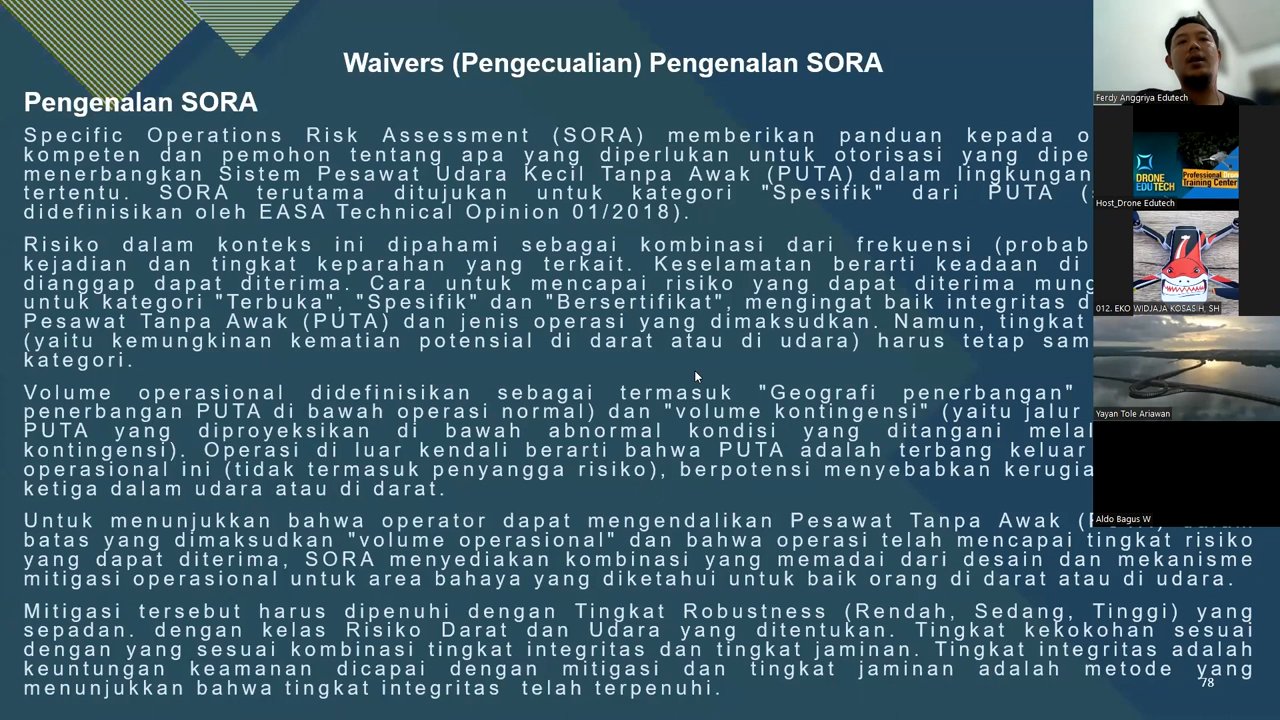 Waivers (Pengecualian) Pengenalan SORA
Pengenalan SORA
Specific Operations Risk Assessment (SORA) memberikan panduan kepada
kompeten dan pemohon tentang apa yang diperlukan untuk otorisasi yang
menerbangkan Sistem Pesawat Udara Kecil Tanpa Awak (PUTA) dalam lingkungan
tertentu. SORA terutama ditujukan untuk kategori "Spesifik" dari PUTA
didefinisikan oleh EASA Technical Opinion 01/2018).
Risiko dalam konteks ini dipahami sebagai kombinasi dari frekuensi
kejadian dan tingkat keparahan yang terkait. Keselamatan berarti keadaan di
dianggap dapat diterima. Cara untuk mencapai risiko yang dapat diterima
untuk kategori "Terbuka", "Spesifik" dan "Bersertifikat", mengingat baik integritas
Pesawat Tanpa Awak (PUTA) dan jenis operasi yang dimaksudkan. Namun, tingkat
(yaitu kemungkinan kematian potensial di darat atau di udara) harus tetap
kategori.
Volume operasional didefinisikan sebagai termasuk "Geografi penerbangan"
penerbangan PUTA di bawah operasi normal) dan "volume kontingensi" (yaitu jalur
PUTA yang diproyeksikan di bawah abnormal kondisi yang ditangani
kontingensi). Operasi di luar kendali berarti bahwa PUTA adalah terbang keluar
operasional ini (tidak termasuk penyangga risiko), berpotensi menyebabkan
ketiga dalam udara atau di darat.
Untuk menunjukkan bahwa operator dapat mengendalikan Pesawat Tanpa Awak
batas yang dimaksudkan "volume operasional" dan bahwa operasi telah mencapai tingkat risiko
yang dapat diterima, SORA menyediakan kombinasi yang memadai dari desain dan mekanisme
mitigasi operasional untuk area bahaya yang diketahui untuk baik orang di darat atau di udara.
Mitigasi tersebut harus dipenuhi dengan Tingkat Robustness (Rendah, Sedang, Tinggi) yang
sepadan. dengan kelas Risiko Darat dan Udara yang ditentukan. Tingkat kekokohan sesuai
dengan yang sesuai kombinasi tingkat integritas dan tingkat jaminan. Tingkat integritas adalah
keuntungan keamanan dicapai dengan mitigasi dan tingkat jaminan adalah metode yang
menunjukkan bahwa tingkat integritas telah terpenuhi.
78
Ferdy Anggriya Edutech
DRONE
EDUTECH
Professional Drone
Training Center
Host_Drone Edutech
012. EKO WIDJAJA KOSASIH, SH
Yayan Tole Ariawan
Aldo Bagus W